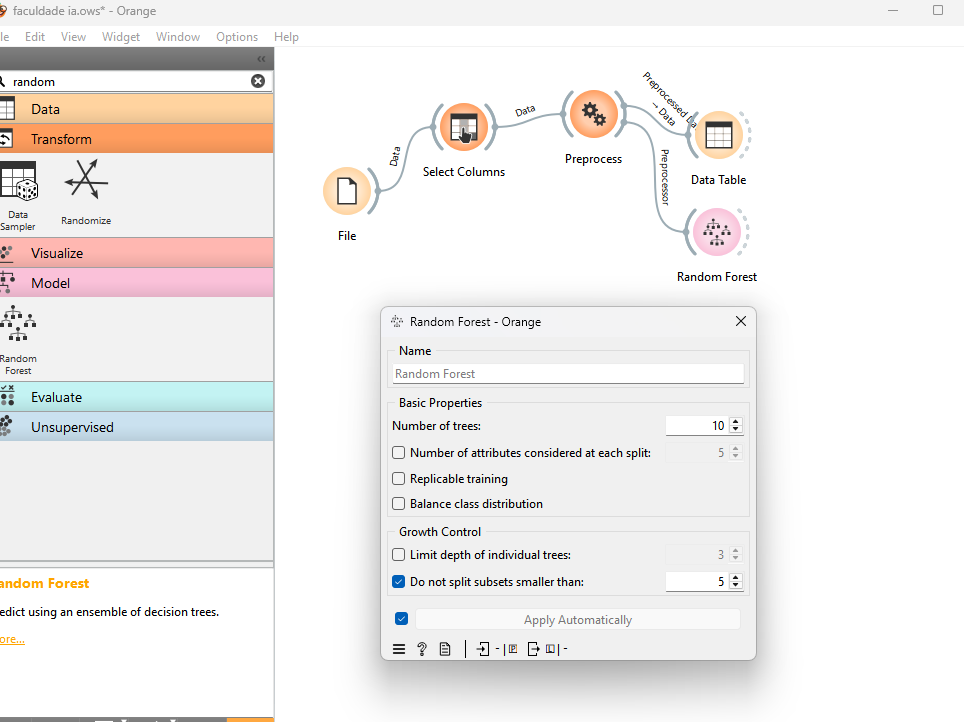 faculdade ia.ows* - Orange
le Edit View Widget Window Options Help
random
Data
Transform
Data Sampler
Randomize
Visualize
Model
Random Forest
Evaluate
Unsupervised
andom Forest
edict using an ensemble of decision trees.
ore...
File
Data
Select Columns
Data
Preprocess
Preprocessed Da
→ Data
Preprocessor
Data Table
Random Forest
Random Forest - Orange
Name
Random Forest
Basic Properties
Number of trees: 10
Number of attributes considered at each split: 5
Replicable training
Balance class distribution
Growth Control
Limit depth of individual trees: 3
Do not split subsets smaller than: 5
Apply Automatically
? - | P L | -